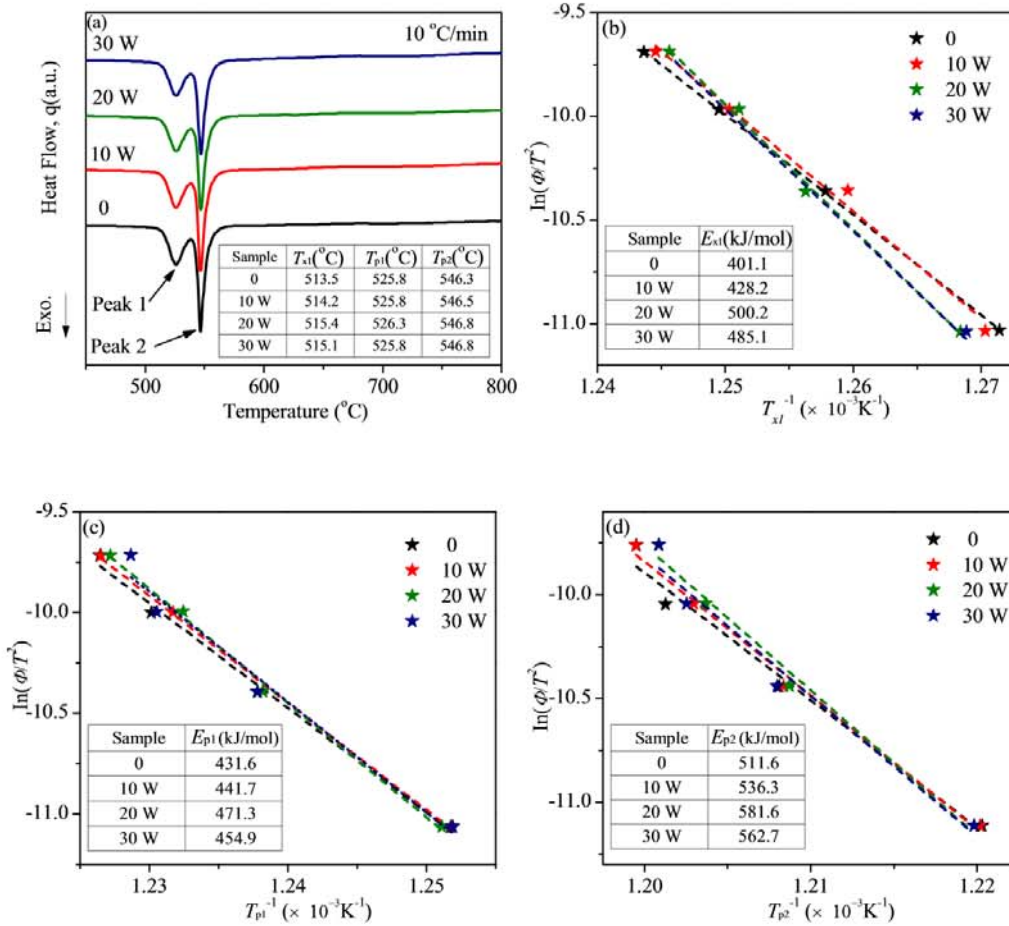 (a)
10 °C/min
30 W
20 W
10 W
0
Heat Flow, q(a.u.)
Exo.
Peak 1
Peak 2
Sample Tx1(°C) Tp1(°C) Tp2(°C)
0 513.5 525.8 546.3
10 W 514.2 525.8 546.5
20 W 515.4 526.3 546.8
30 W 515.1 525.8 546.8
500 600 700 800
Temperature (°C)
(b)
0
10 W
20 W
30 W
-9.5
-10.0
-10.5
-11.0
ln(Φ/T²)
Sample Ex1(kJ/mol)
0 401.1
10 W 428.2
20 W 500.2
30 W 485.1
1.24 1.25 1.26 1.27
Tx1⁻¹ (× 10⁻³K⁻¹)
(c)
0
10 W
20 W
30 W
-9.5
-10.0
-10.5
-11.0
ln(Φ/T²)
Sample Ep1(kJ/mol)
0 431.6
10 W 441.7
20 W 471.3
30 W 454.9
1.23 1.24 1.25
Tp1⁻¹ (× 10⁻³K⁻¹)
(d)
0
10 W
20 W
30 W
-9.5
-10.0
-10.5
-11.0
ln(Φ/T²)
Sample Ep2(kJ/mol)
0 511.6
10 W 536.3
20 W 581.6
30 W 562.7
1.20 1.21 1.22
Tp2⁻¹ (× 10⁻³K⁻¹)